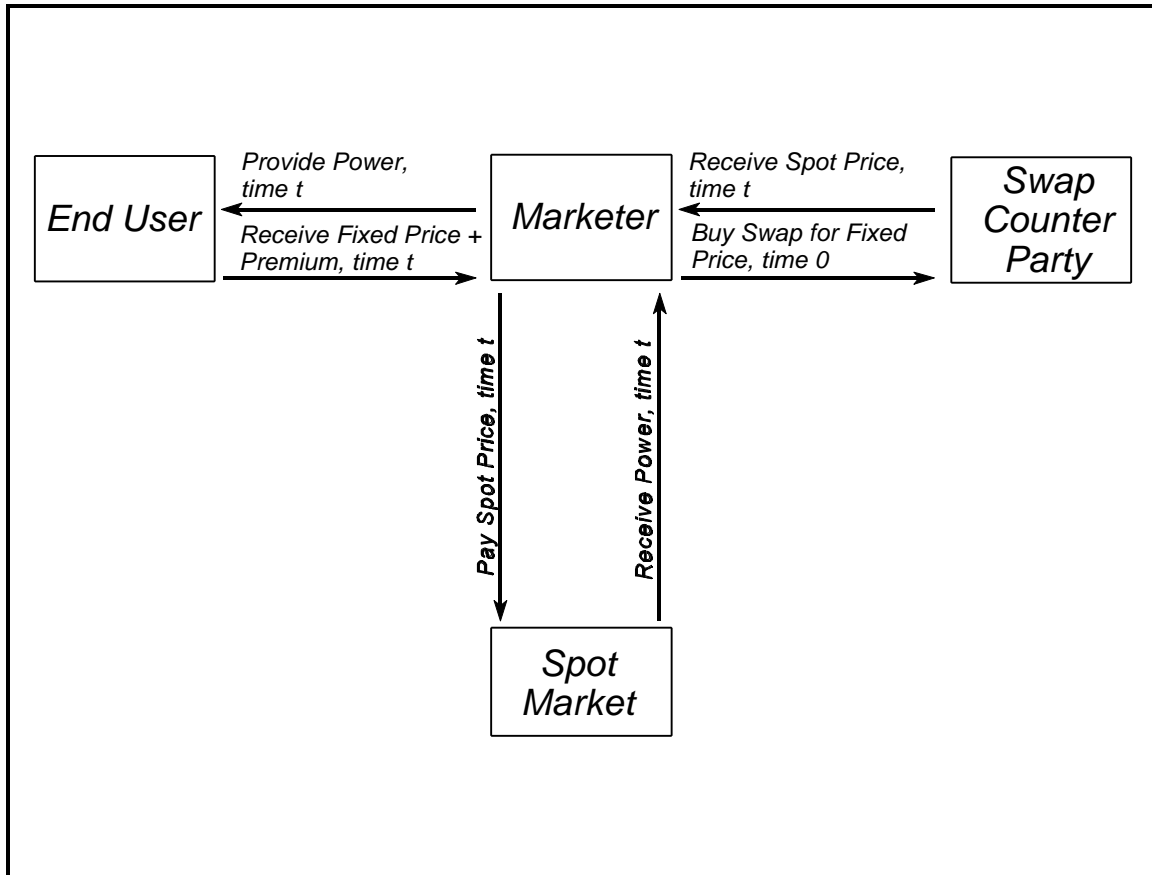 End User
Provide Power,
time t
Receive Fixed Price +
Premium, time t
Marketer
Receive Spot Price,
time t
Buy Swap for Fixed
Price, time 0
Swap
Counter
Party
Pay Spot Price, time t
Receive Power, time t
Spot
Market